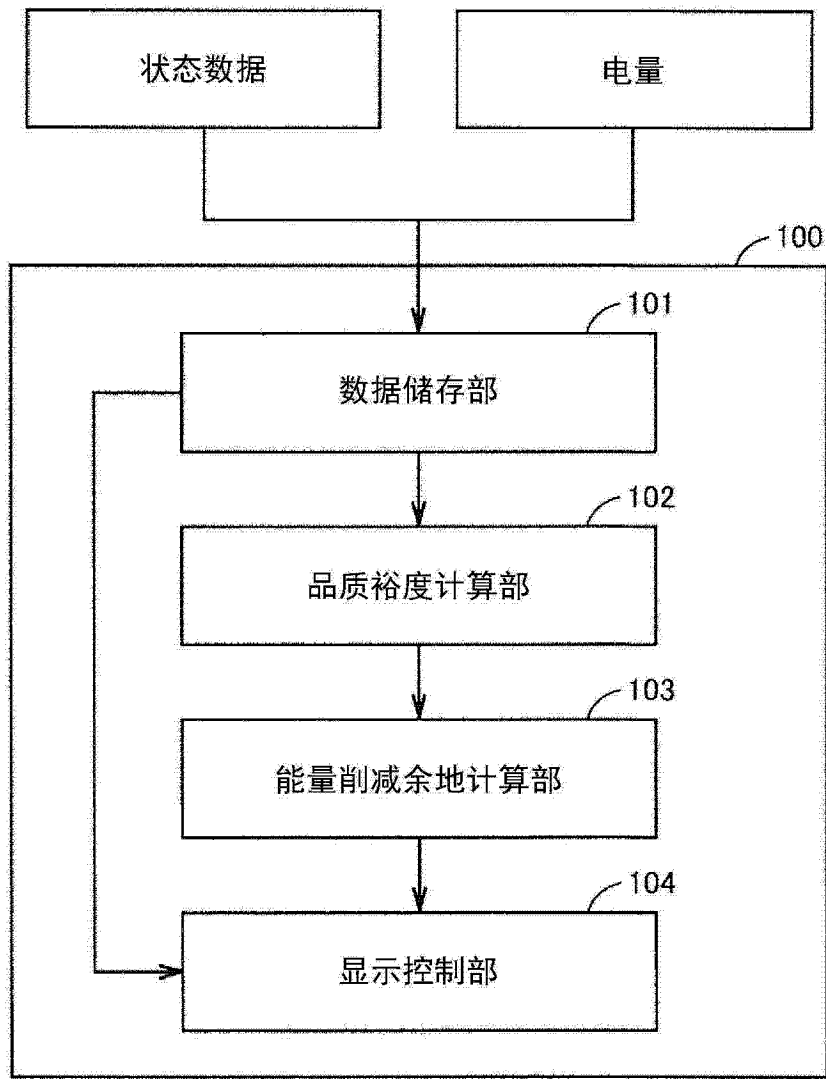 状态数据
电量
100
101
数据储存部
102
品质裕度计算部
103
能量削减余地计算部
104
显示控制部